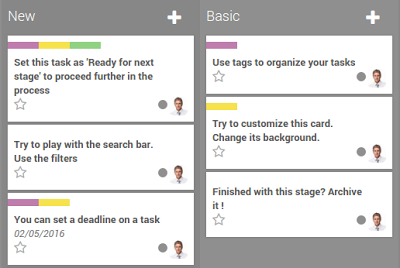 New
Set this task as 'Ready for next
stage' to proceed further in the
process
Try to play with the search bar.
Use the filters
You can set a deadline on a task
02/05/2016
Basic
Use tags to organize your tasks
Try to customize this card.
Change its background.
Finished with this stage? Archive
it !